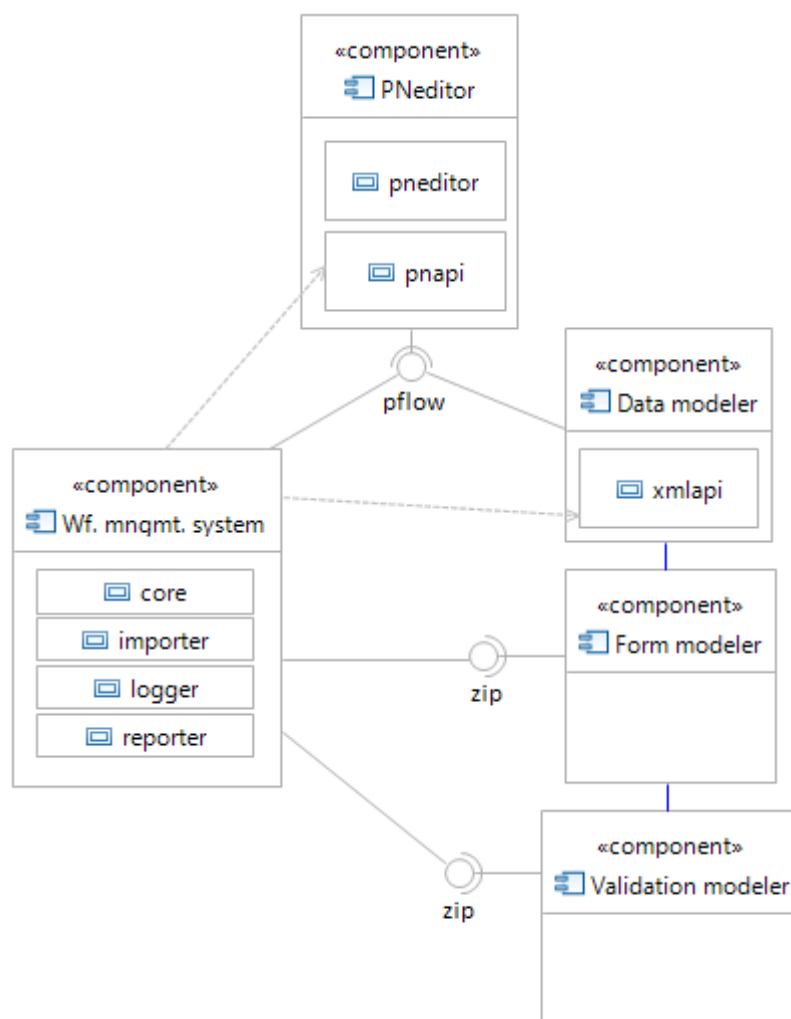 «component»
PNeditor
pneditor
pnapi
pflow
«component»
Data modeler
xmlapi
«component»
Wf. mngmt. system
core
importer
logger
reporter
«component»
Form modeler
zip
«component»
Validation modeler
zip